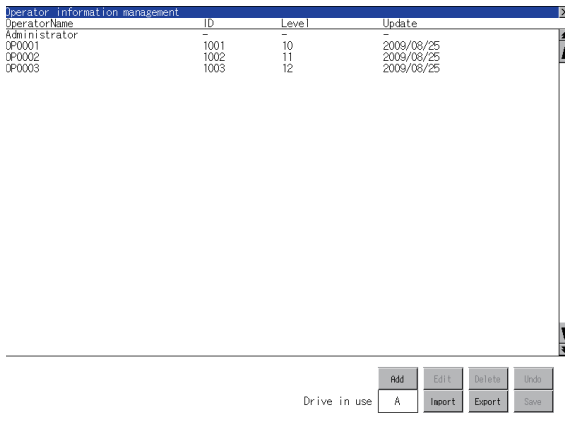 Operator information management
OperatorName ID Level Update
Administrator - - -
OP0001 1001 10 2009/08/25
OP0002 1002 11 2009/08/25
OP0003 1003 12 2009/08/25
Add Edit Delete Undo
Drive in use A Import Export Save